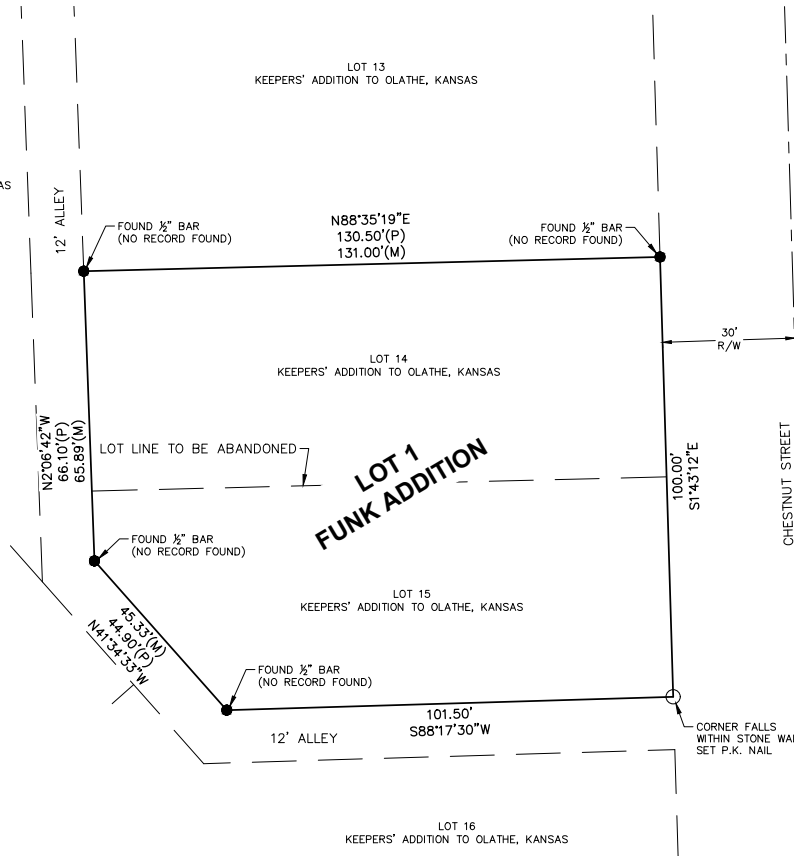 LOT 13
KEEPERS' ADDITION TO OLATHE, KANSAS
AS
12' ALLEY
FOUND ½" BAR
(NO RECORD FOUND)
N88°35'19"E
130.50'(P)
131.00'(M)
FOUND ½" BAR
(NO RECORD FOUND)
30'
R/W
LOT 14
KEEPERS' ADDITION TO OLATHE, KANSAS
N2°06'42"W
66.10'(P)
65.89'(M)
LOT LINE TO BE ABANDONED
LOT 1
FUNK ADDITION
100.00'
S1°43'12"E
CHESTNUT STREET
FOUND ½" BAR
(NO RECORD FOUND)
LOT 15
KEEPERS' ADDITION TO OLATHE, KANSAS
45.33'(M)
44.90'(P)
N41°34'33"W
FOUND ½" BAR
(NO RECORD FOUND)
101.50'
S88°17'30"W
12' ALLEY
CORNER FALLS
WITHIN STONE WA
SET P.K. NAIL
LOT 16
KEEPERS' ADDITION TO OLATHE, KANSAS